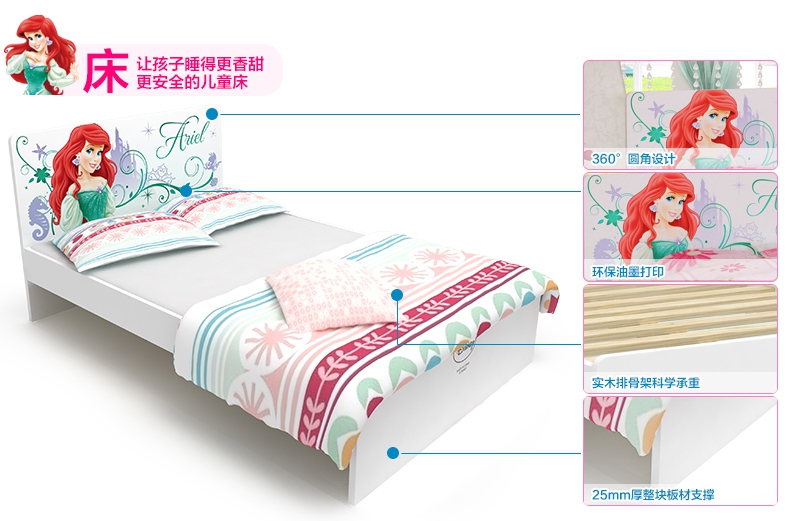 床
让孩子睡得更香甜
更安全的儿童床
Ariel
360°圆角设计
环保油墨打印
实木排骨架科学承重
25mm厚整块板材支撑